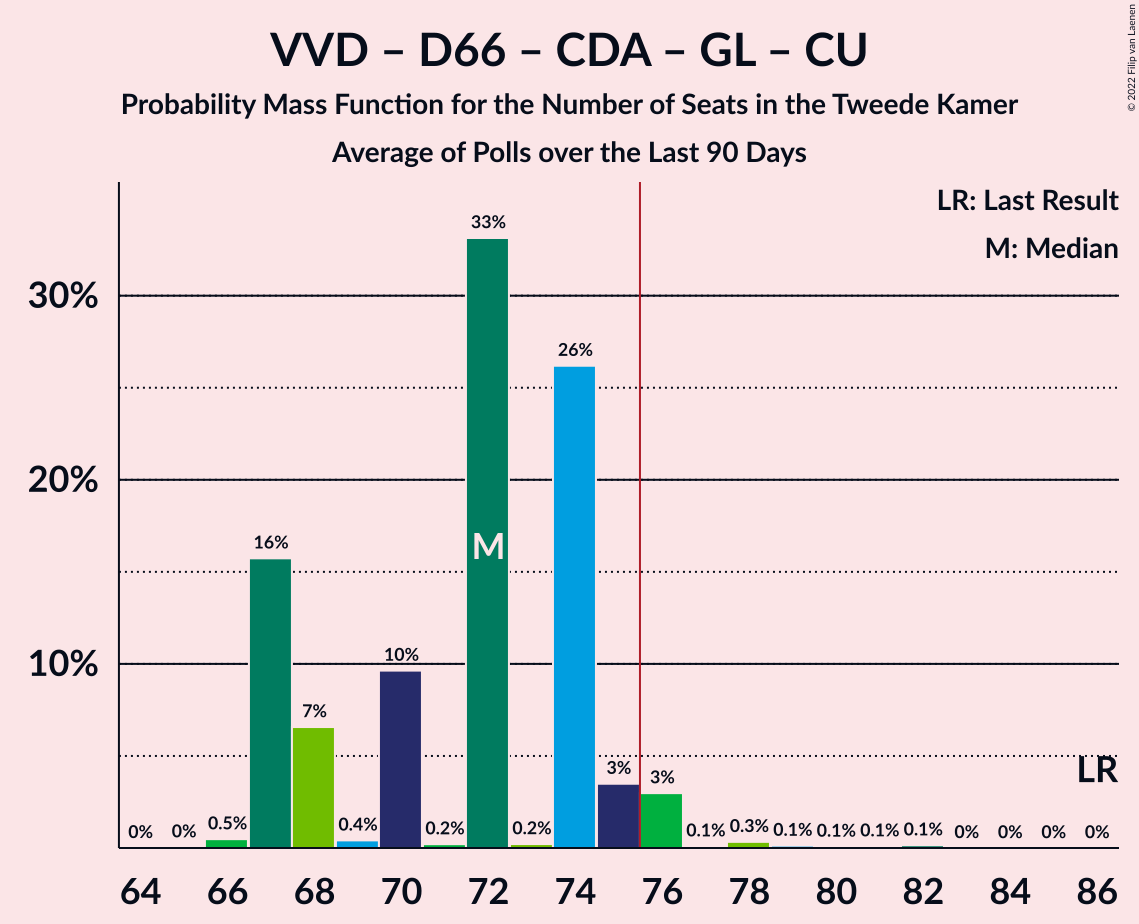 VVD – D66 – CDA – GL – CU
Probability Mass Function for the Number of Seats in the Tweede Kamer
Average of Polls over the Last 90 Days
© 2022 Filip van Laenen
LR: Last Result
M: Median
30%
20%
10%
0%
0%
0.5%
16%
7%
0.4%
10%
0.2%
33%
0.2%
26%
3%
3%
0.1%
0.3%
0.1%
0.1%
0.1%
0.1%
0%
0%
0%
0%
M
LR
64 66 68 70 72 74 76 78 80 82 84 86